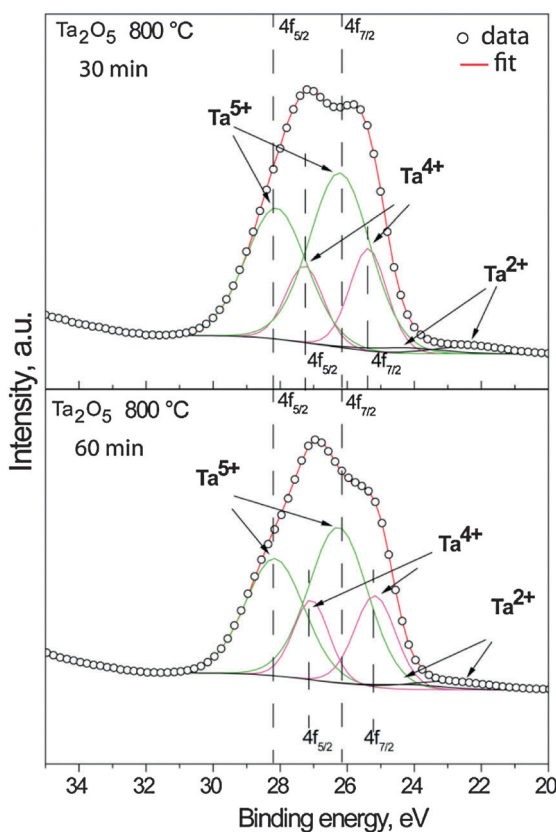 Ta₂O₅ 800 °C
30 min
4f₅/₂
4f₇/₂
data
fit
Ta⁵⁺
Ta⁴⁺
Ta²⁺
4f₅/₂
4f₇/₂
Ta₂O₅ 800 °C
60 min
4f₅/₂
4f₇/₂
Ta⁵⁺
Ta⁴⁺
Ta²⁺
4f₅/₂
4f₇/₂
Intensity, a.u.
34 32 30 28 26 24 22 20
Binding energy, eV